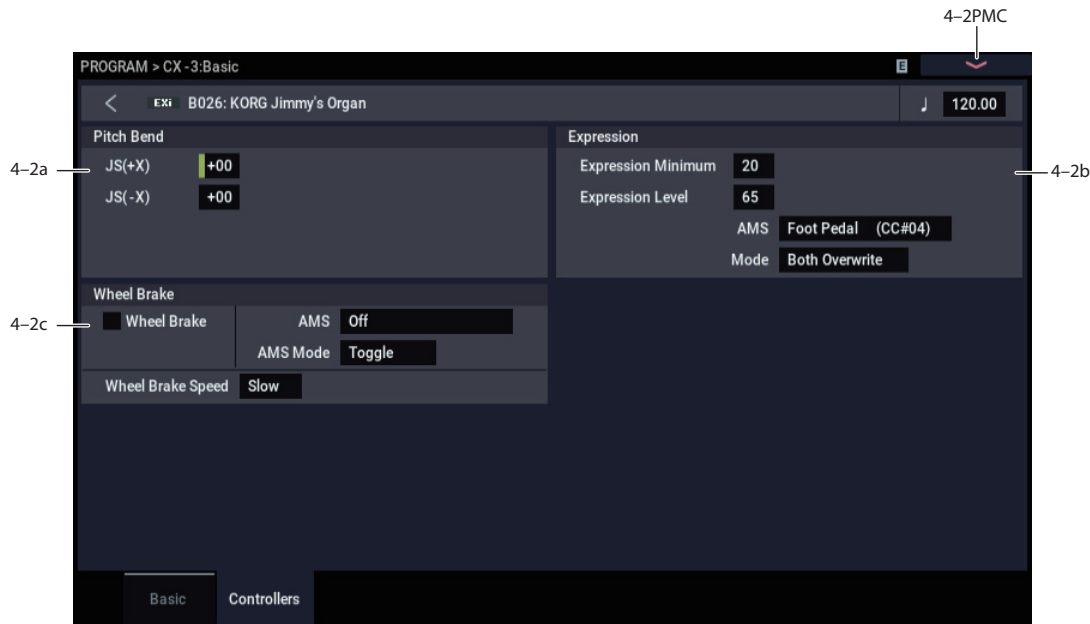 4–2PMC
PROGRAM > CX-3:Basic E
EXi B026: KORG Jimmy's Organ ♩ 120.00
Pitch Bend
4–2a JS(+X) +00
JS(-X) +00
Expression
Expression Minimum 20 4–2b
Expression Level 65
AMS Foot Pedal (CC#04)
Mode Both Overwrite
Wheel Brake
4–2c Wheel Brake AMS Off
AMS Mode Toggle
Wheel Brake Speed Slow
Basic Controllers